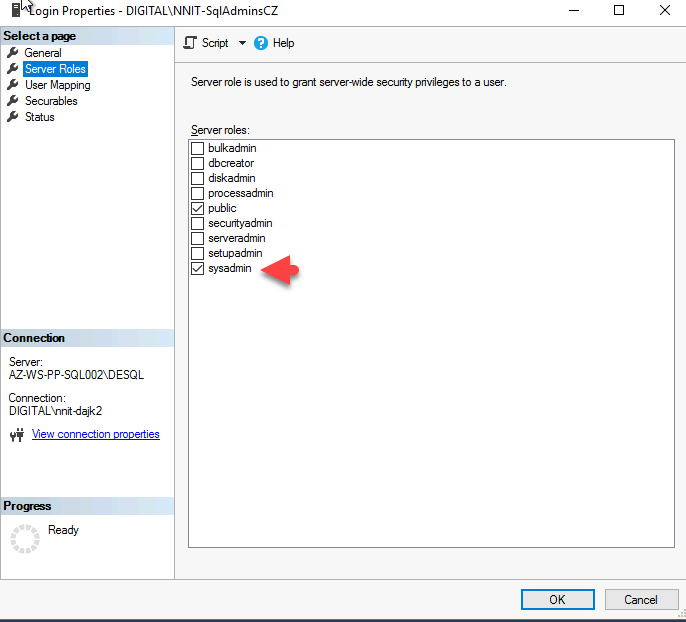 Login Properties - DIGITAL\NNIT-SqlAdminsCZ
Select a page
General
Server Roles
User Mapping
Securables
Status
Script
Help
Server role is used to grant server-wide security privileges to a user.
Server roles:
bulkadmin
dbcreator
diskadmin
processadmin
public
securityadmin
serveradmin
setupadmin
sysadmin
Connection
Server:
AZ-WS-PP-SQL002\DESQL
Connection:
DIGITAL\nnit-dajk2
View connection properties
Progress
Ready
OK
Cancel